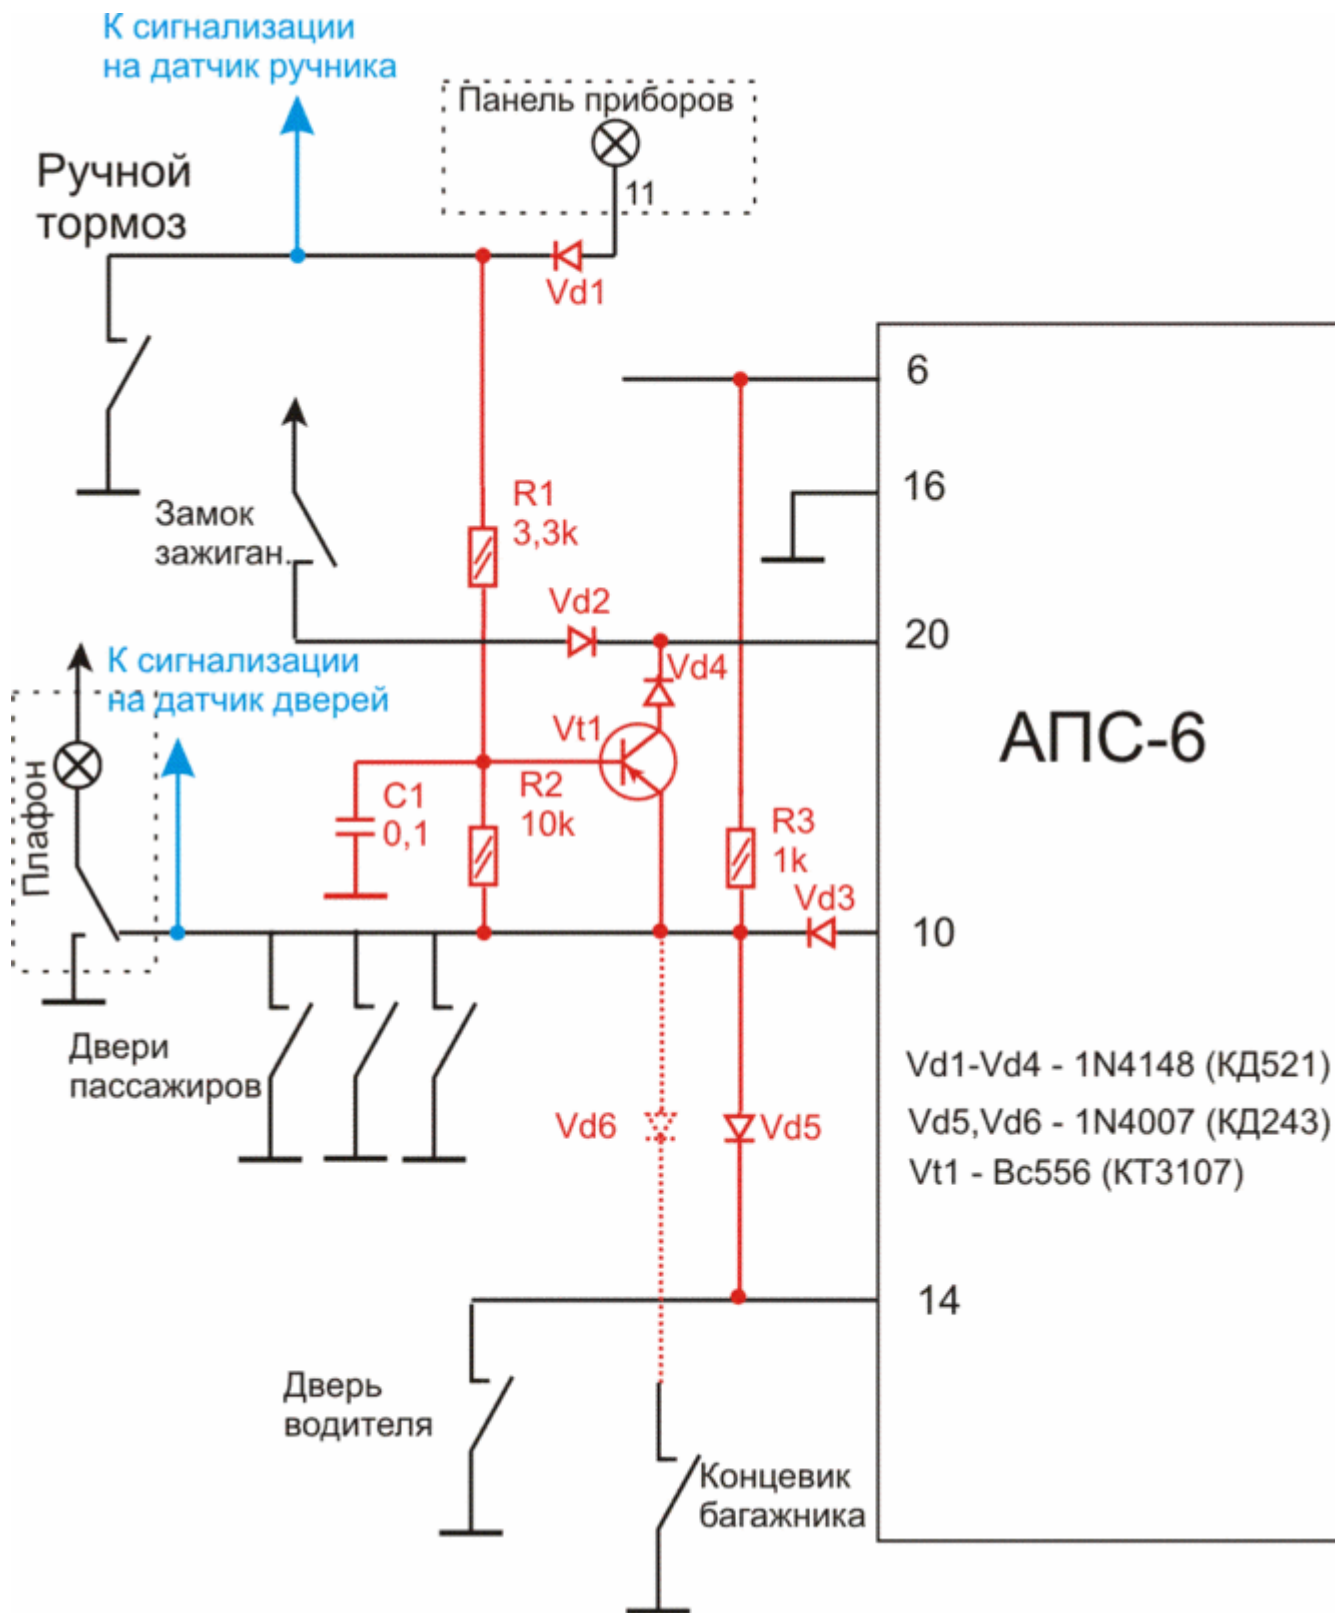 К сигнализации
на датчик ручника
Панель приборов
11
Ручной
тормоз
Vd1
6
16
R1
3,3k
Замок
зажиган.
Vd2
20
К сигнализации
на датчик дверей
Vd4
Vt1
АПС-6
Плафон
C1
0,1
R2
10k
R3
1k
Vd3
10
Двери
пассажиров
Vd1-Vd4 - 1N4148 (КД521)
Vd5,Vd6 - 1N4007 (КД243)
Vt1 - Bc556 (КТ3107)
Vd6
Vd5
14
Дверь
водителя
Концевик
багажника